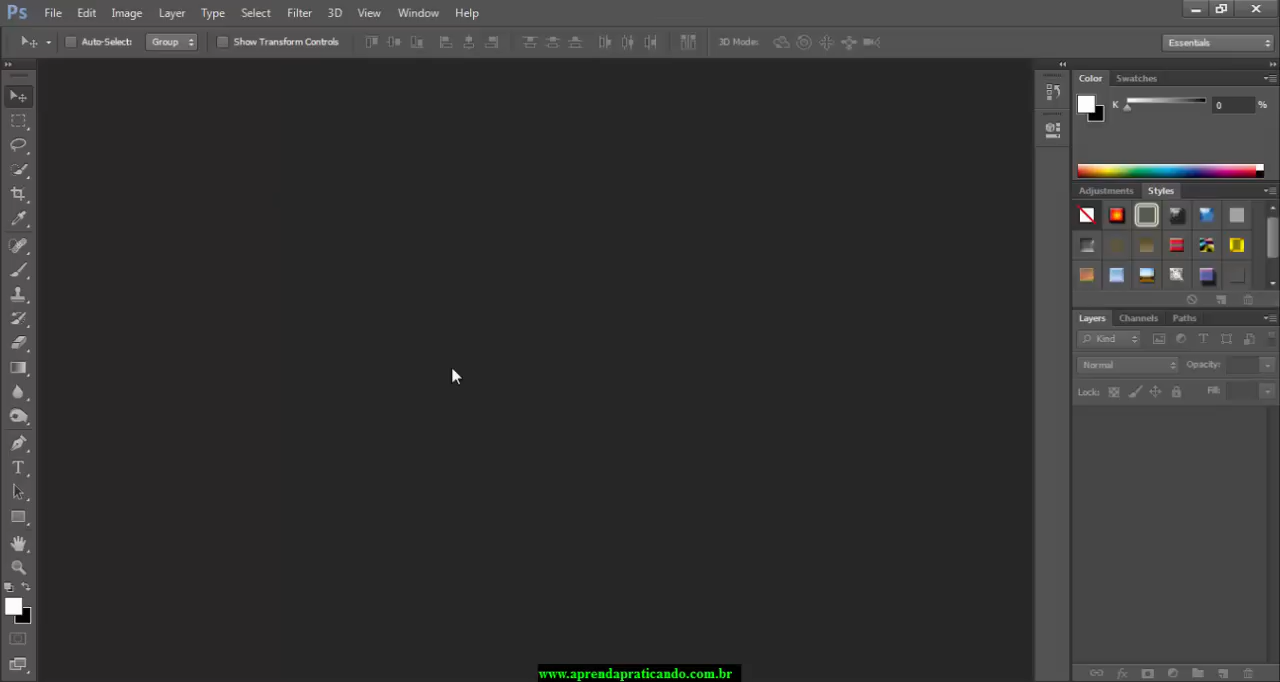 Ps File Edit Image Layer Type Select Filter 3D View Window Help
Auto-Select: Group Show Transform Controls 3D Mode: Essentials
Color Swatches
K 0 %
Adjustments Styles
Layers Channels Paths
Kind
Normal Opacity:
Lock: Fill:
www.aprendapraticando.com.br